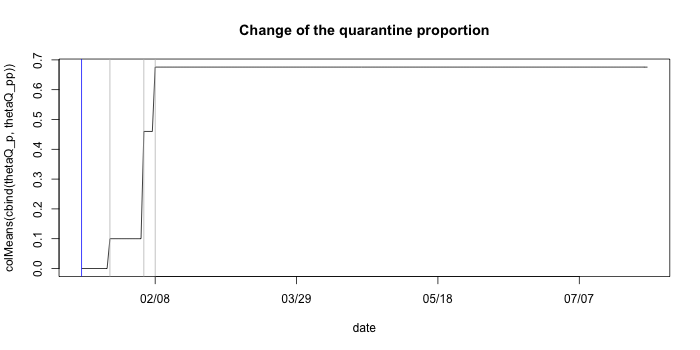 Change of the quarantine proportion
colMeans(cbind(thetaQ_p, thetaQ_pp))
0.7
0.6
0.5
0.4
0.3
0.2
0.1
0.0
02/08 03/29 05/18 07/07
date